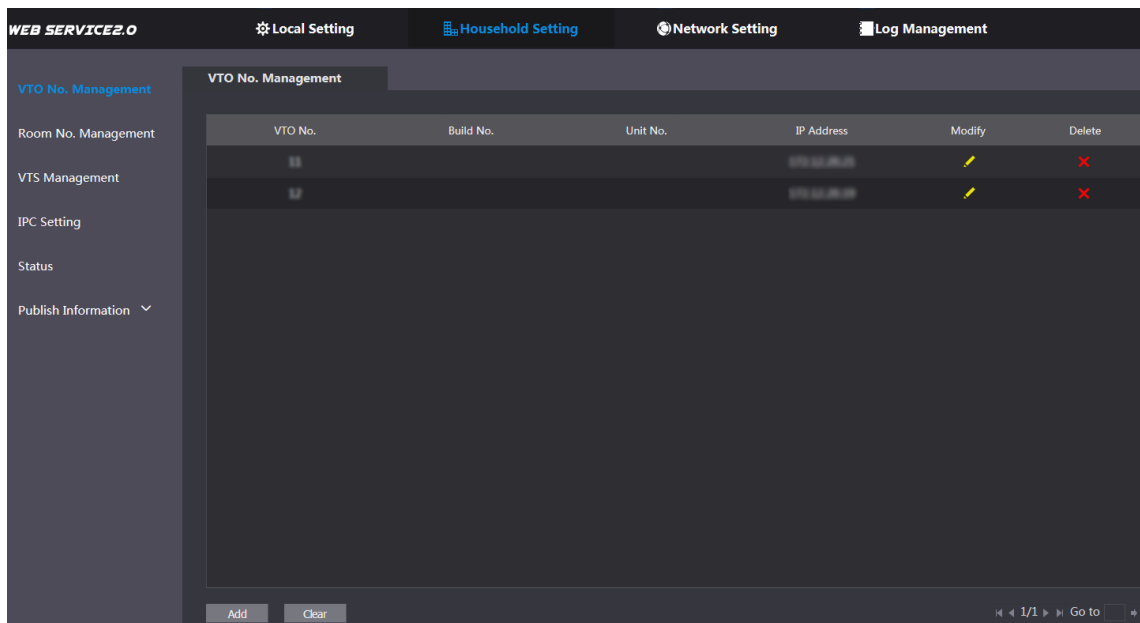 WEB SERVICE2.0 Local Setting Household Setting Network Setting Log Management
VTO No. Management
VTO No. Management
Room No. Management
VTS Management
IPC Setting
Status
Publish Information
VTO No. Build No. Unit No. IP Address Modify Delete
11
12
Add Clear 1/1 Go to